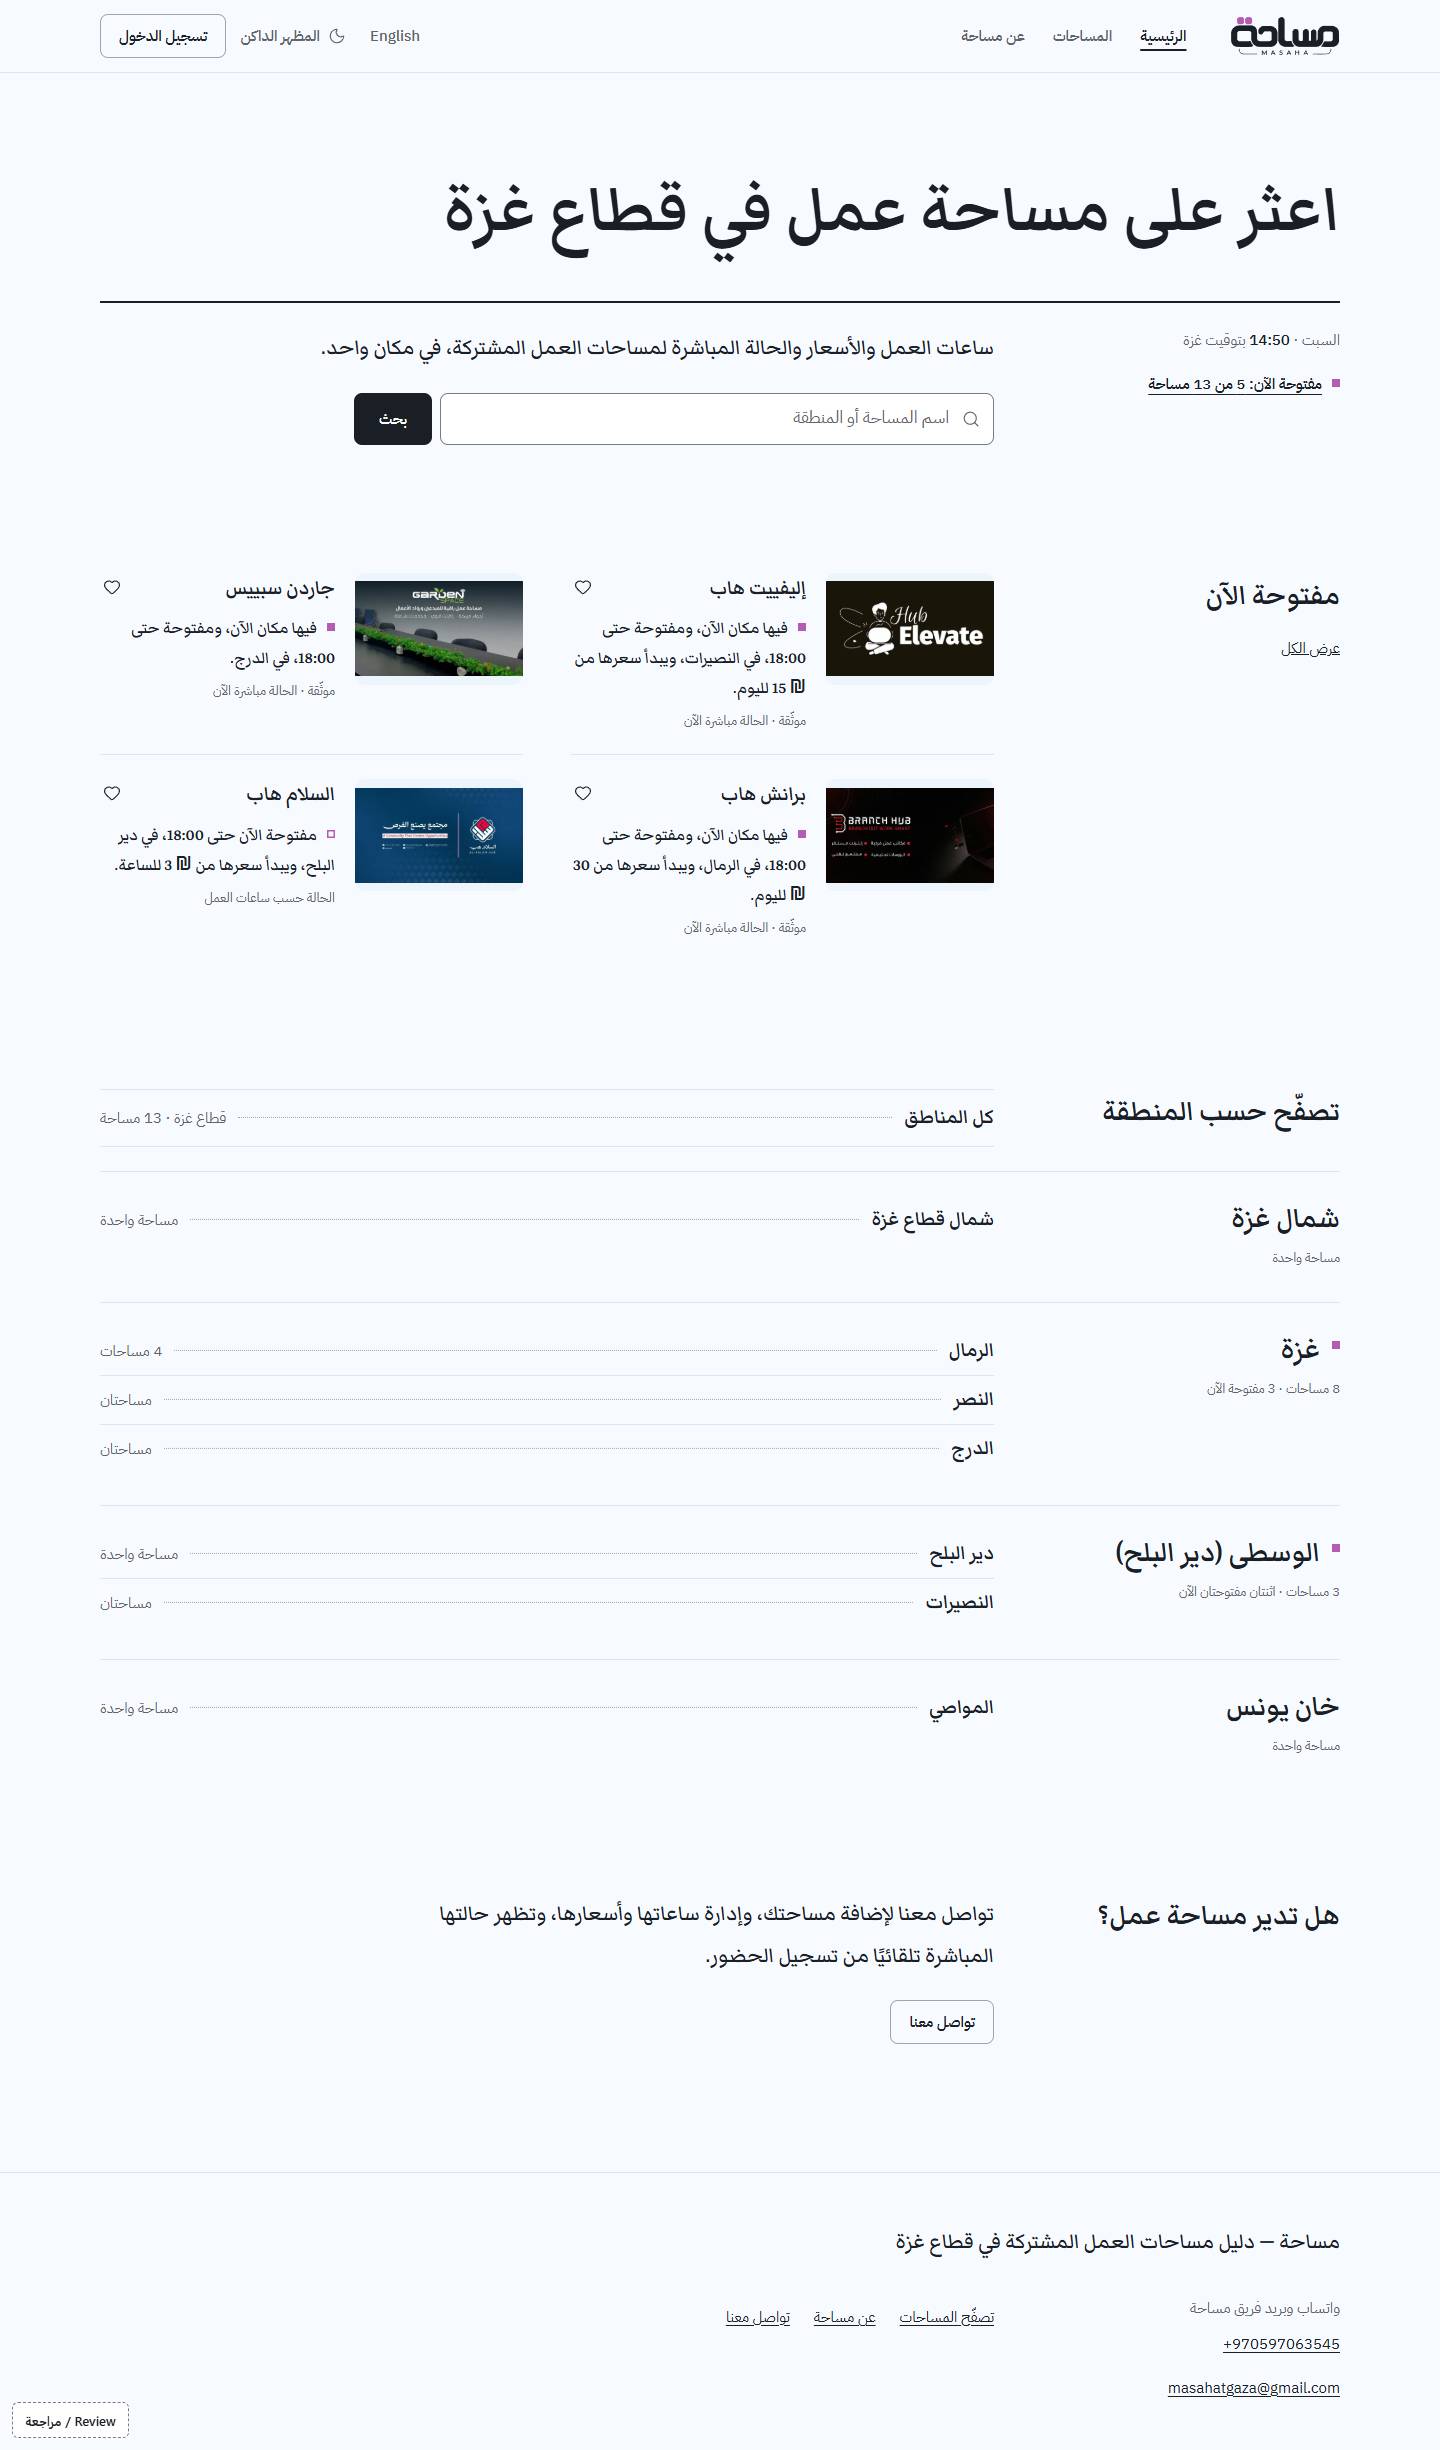 مساحة
MASAHA
الرئيسية
المساحات
عن مساحة
English
المظهر الداكن
تسجيل الدخول
اعثر على مساحة عمل في قطاع غزة
السبت · 14:50 بتوقيت غزة
مفتوحة الآن: 5 من 13 مساحة
ساعات العمل والأسعار والحالة المباشرة لمساحات العمل المشتركة، في مكان واحد.
اسم المساحة أو المنطقة
بحث
مفتوحة الآن
عرض الكل
Hub
Elevate
إليفييت هاب
فيها مكان الآن، ومفتوحة حتى
18:00، في النصيرات، ويبدأ سعرها من
₪ 15 لليوم.
موثّقة · الحالة مباشرة الآن
GARDEN
SPACE
جاردن سبييس
فيها مكان الآن، ومفتوحة حتى
18:00، في الدرج.
موثّقة · الحالة مباشرة الآن
BRANCH HUB
برانش هاب
فيها مكان الآن، ومفتوحة حتى
18:00، في الرمال، ويبدأ سعرها من 30
₪ لليوم.
موثّقة · الحالة مباشرة الآن
مجتمع يصنع الفرص
السلام هاب
السلام هاب
مفتوحة الآن حتى 18:00، في دير
البلح، ويبدأ سعرها من ₪ 3 للساعة.
الحالة حسب ساعات العمل
تصفّح حسب المنطقة
كل المناطق
قطاع غزة · 13 مساحة
شمال غزة
مساحة واحدة
شمال قطاع غزة
مساحة واحدة
غزة
8 مساحات · 3 مفتوحة الآن
الرمال
4 مساحات
النصر
مساحتان
الدرج
مساحتان
الوسطى (دير البلح)
3 مساحات · اثنتان مفتوحتان الآن
دير البلح
مساحة واحدة
النصيرات
مساحتان
خان يونس
مساحة واحدة
المواصي
مساحة واحدة
هل تدير مساحة عمل؟
تواصل معنا لإضافة مساحتك، وإدارة ساعاتها وأسعارها، وتظهر حالتها
المباشرة تلقائيًا من تسجيل الحضور.
تواصل معنا
مساحة — دليل مساحات العمل المشتركة في قطاع غزة
واتساب وبريد فريق مساحة
+970597063545
masahatgaza@gmail.com
تصفّح المساحات
عن مساحة
تواصل معنا
Review / مراجعة